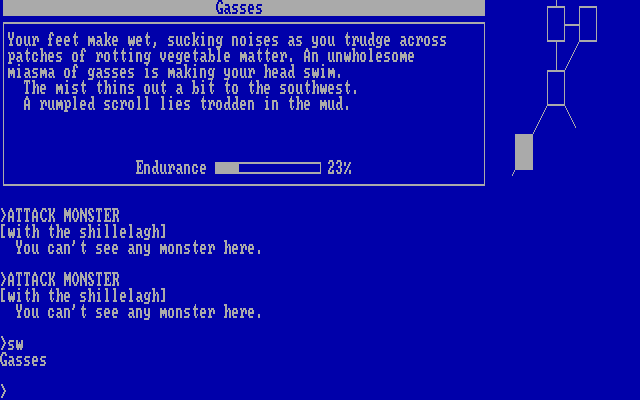 Gasses
Your feet make wet, sucking noises as you trudge across
patches of rotting vegetable matter. An unwholesome
miasma of gasses is making your head swim.
The mist thins out a bit to the southwest.
A rumpled scroll lies trodden in the mud.
Endurance 23%
>ATTACK MONSTER
[with the shillelagh]
You can't see any monster here.
>ATTACK MONSTER
[with the shillelagh]
You can't see any monster here.
>sw
Gasses
>